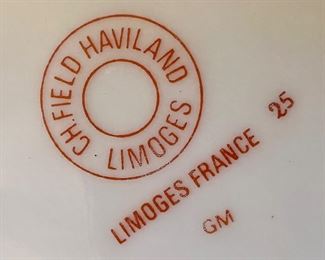 CH. FIELD HAVILAND
LIMOGES
LIMOGES FRANCE 25
GM